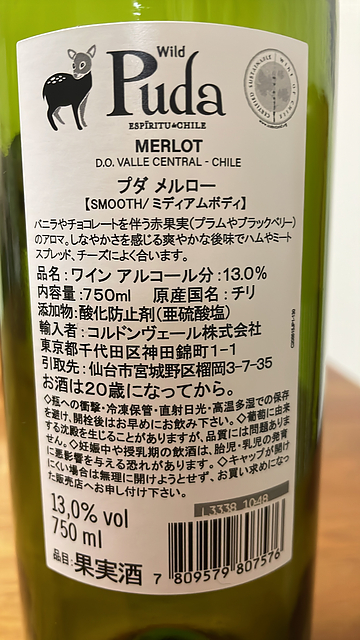 Wild
Puda
ESPÍRITU DE CHILE
MERLOT
D.O. VALLE CENTRAL - CHILE
プダ メルロー
【SMOOTH/ ミディアムボディ】
バニラやチョコレートを伴う赤果実(プラムやブラックベリー)
のアロマ。しなやかさを感じる爽やかな後味でハムやミート
スプレッド、チーズによく合います。
品名:ワイン アルコール分:13.0%
内容量:750ml 原産国名:チリ
添加物:酸化防止剤(亜硫酸塩)
輸入者:コルドンヴェール株式会社
東京都千代田区神田錦町1-1
引取先:仙台市宮城野区榴岡3-7-35
お酒は20歳になってから。
◇瓶への衝撃・冷凍保管・直射日光・高温多湿での保存
を避け、開栓後はお早めにお飲み下さい。◇葡萄に由来
する沈殿を生じることがありますが、品質には問題ありま
せん。◇妊娠中や授乳期の飲酒は、胎児・乳児の発育
に悪影響を与える恐れがあります。◇キャップが開け
にくい場合は無理に開けようとせず、お買い求めになっ
た販売店へお申し付け下さい。
L3338 1048
13,0% vol
750 ml
品目:果実酒
7 809579 807576